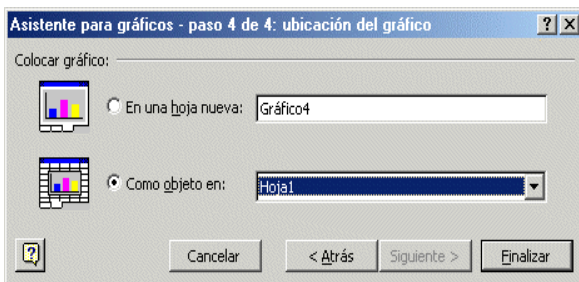 Asistente para gráficos - paso 4 de 4: ubicación del gráfico ? ×
Colocar gráfico:
En una hoja nueva: Gráfico4
Como objeto en: Hoja1
? Cancelar < Atrás Siguiente > Finalizar